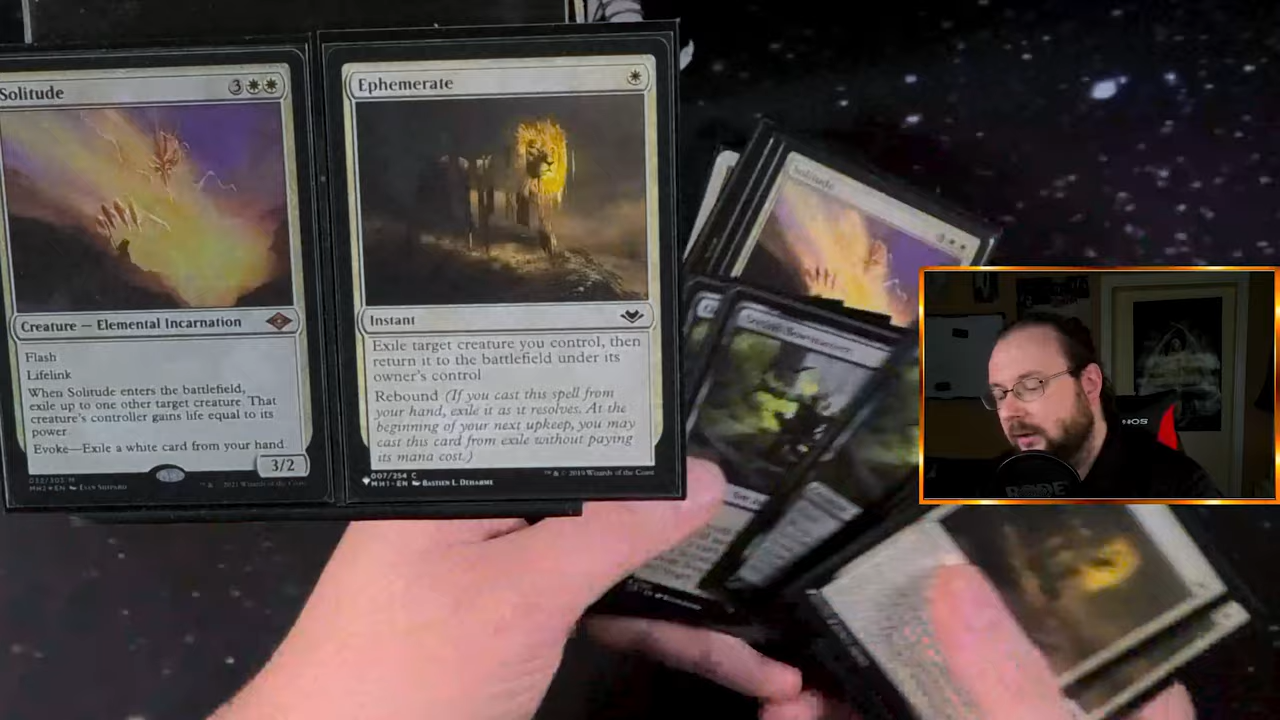 Solitude
3
Creature — Elemental Incarnation
Flash
Lifelink
When Solitude enters the battlefield,
exile up to one other target creature. That
creature's controller gains life equal to its
power
Evoke—Exile a white card from your hand.
3/2
Ephemerate
Instant
Exile target creature you control, then
return it to the battlefield under its
owner's control
Rebound (If you cast this spell from
your hand, exile it as it resolves. At the
beginning of your next upkeep, you may
cast this card from exile without paying
its mana cost.)
007/254 C
MH1 • EN Bastien L. Deharme
™ & © 2019 Wizards of the Coast
Solitude
RODE